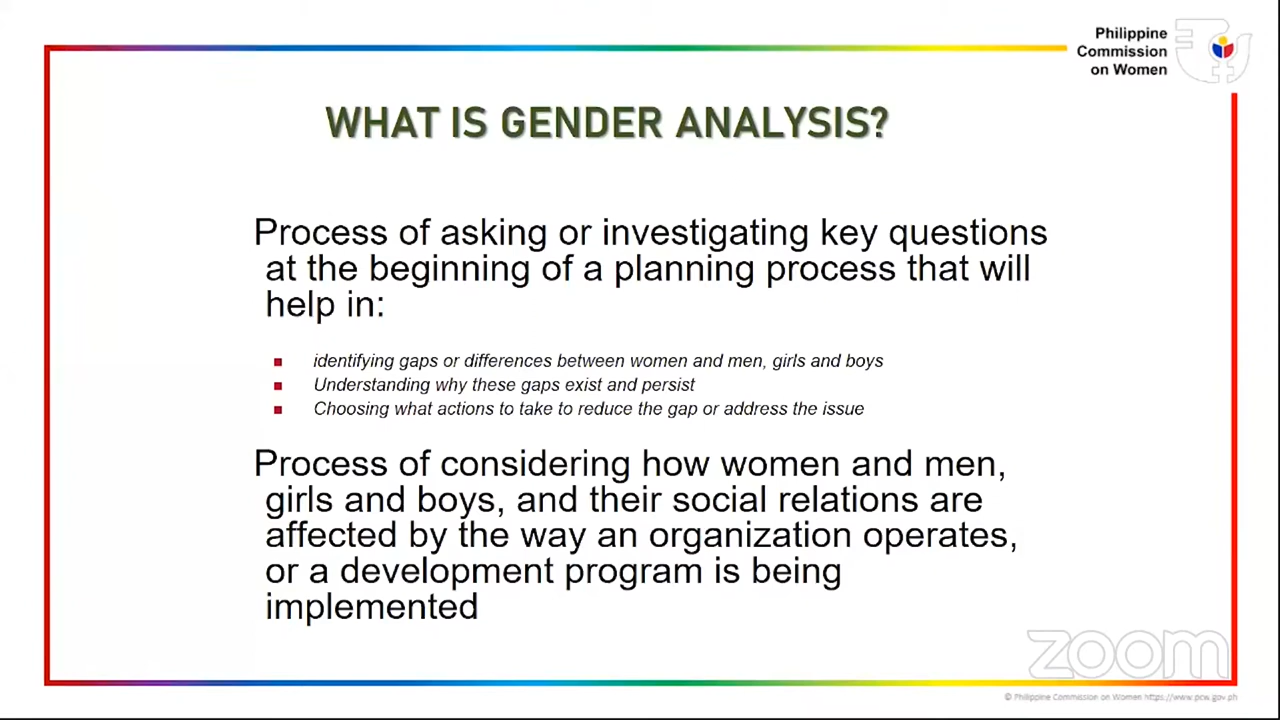 Philippine
Commission
on Women
WHAT IS GENDER ANALYSIS?
Process of asking or investigating key questions
at the beginning of a planning process that will
help in:
identifying gaps or differences between women and men, girls and boys
Understanding why these gaps exist and persist
Choosing what actions to take to reduce the gap or address the issue
Process of considering how women and men,
girls and boys, and their social relations are
affected by the way an organization operates,
or a development program is being
implemented
zoom
© Philippine Commission on Women https://www.pcw.gov.ph